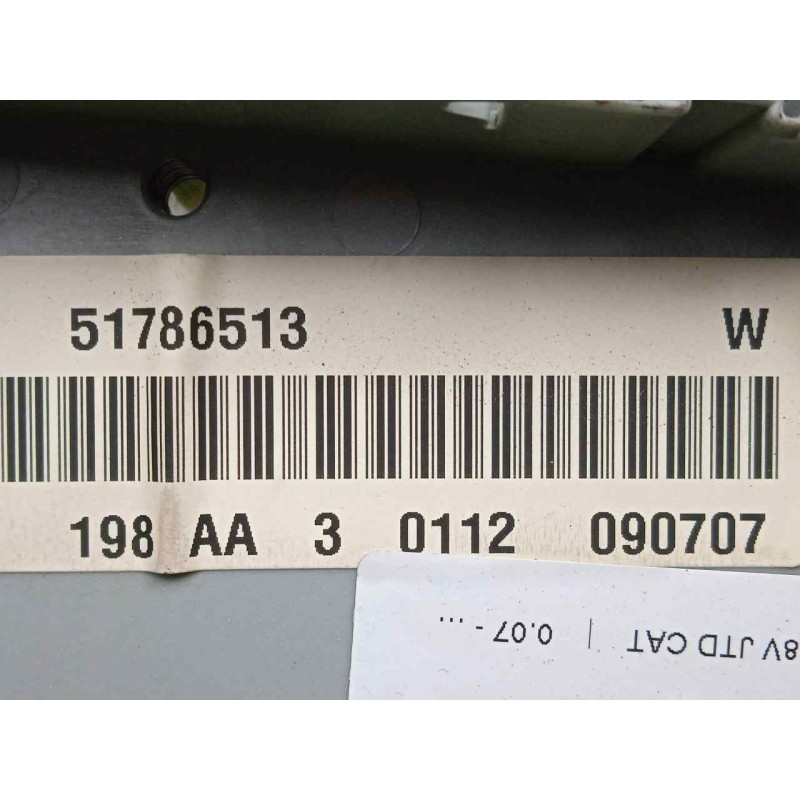 51786513 W
198 AA 3 0112 090707
8V JTD CAT | 0.07 - ...